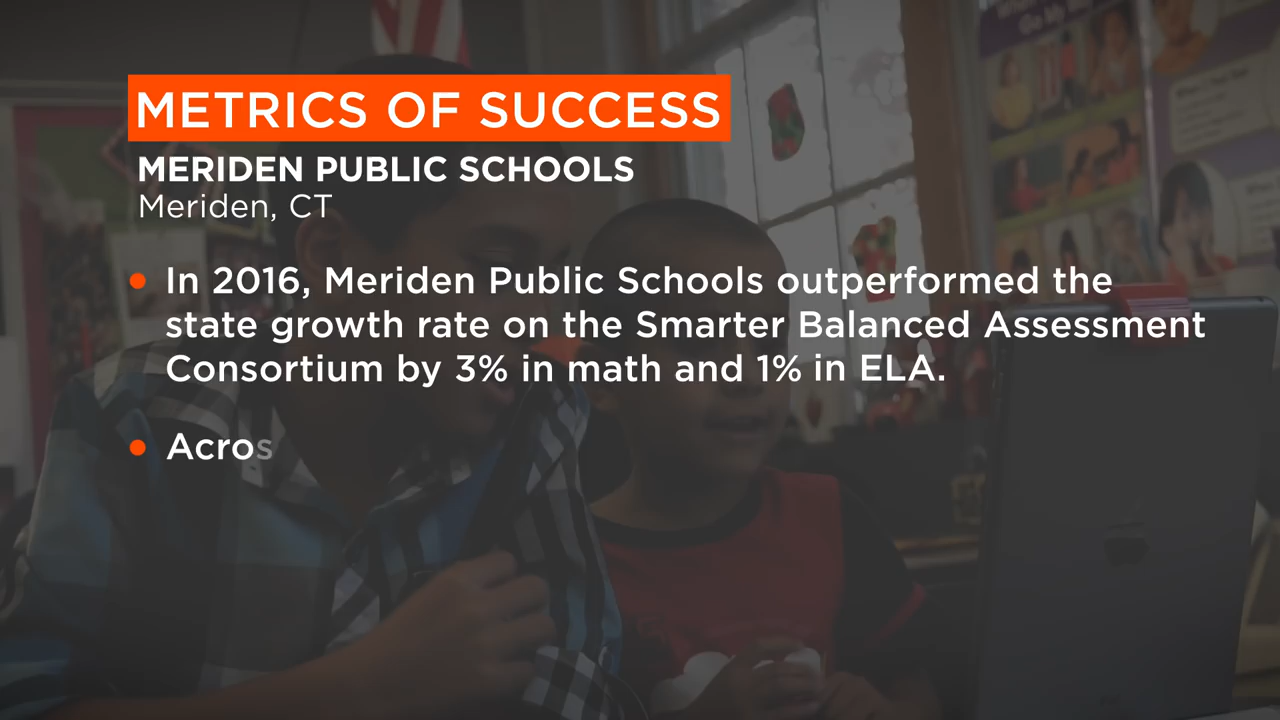 METRICS OF SUCCESS
MERIDEN PUBLIC SCHOOLS
Meriden, CT
• In 2016, Meriden Public Schools outperformed the
state growth rate on the Smarter Balanced Assessment
Consortium by 3% in math and 1% in ELA.
• Acros